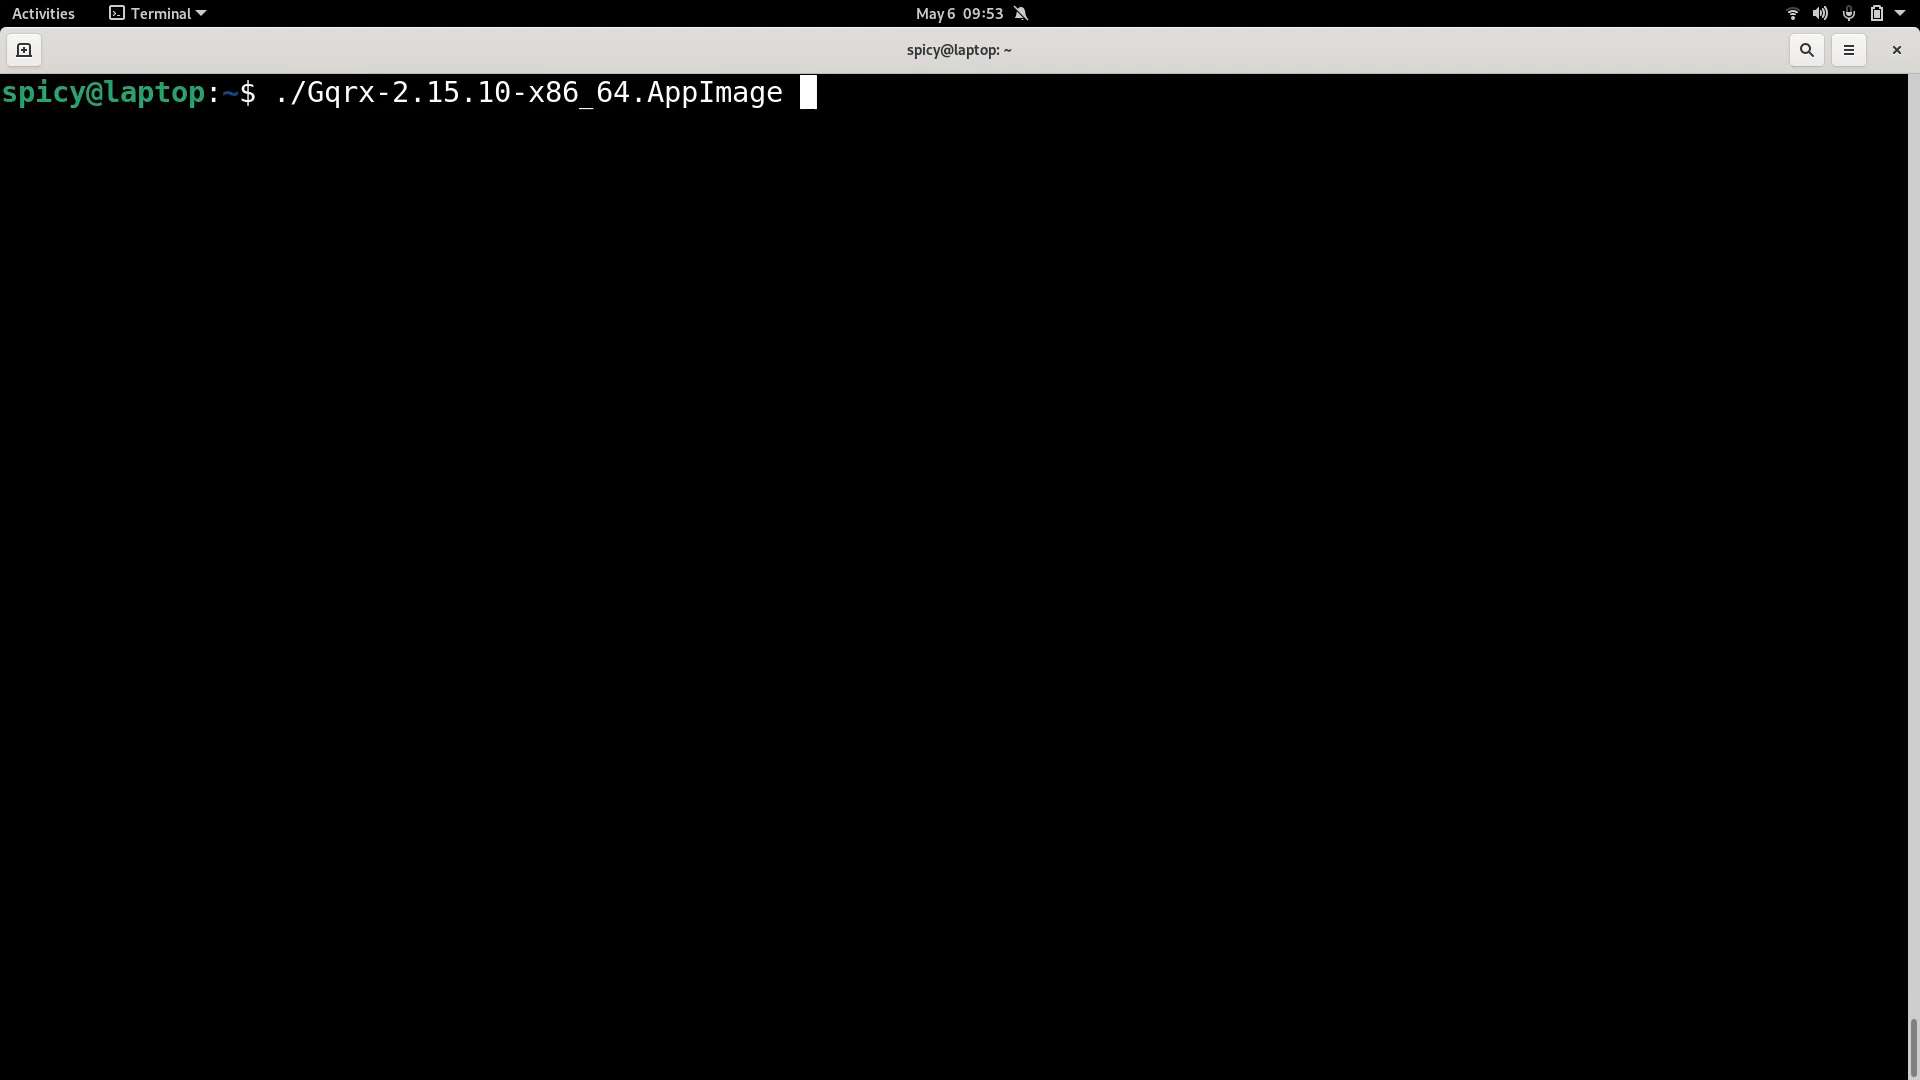 Activities Terminal May 6 09:53
spicy@laptop: ~
spicy@laptop:~$ ./Gqrx-2.15.10-x86_64.AppImage